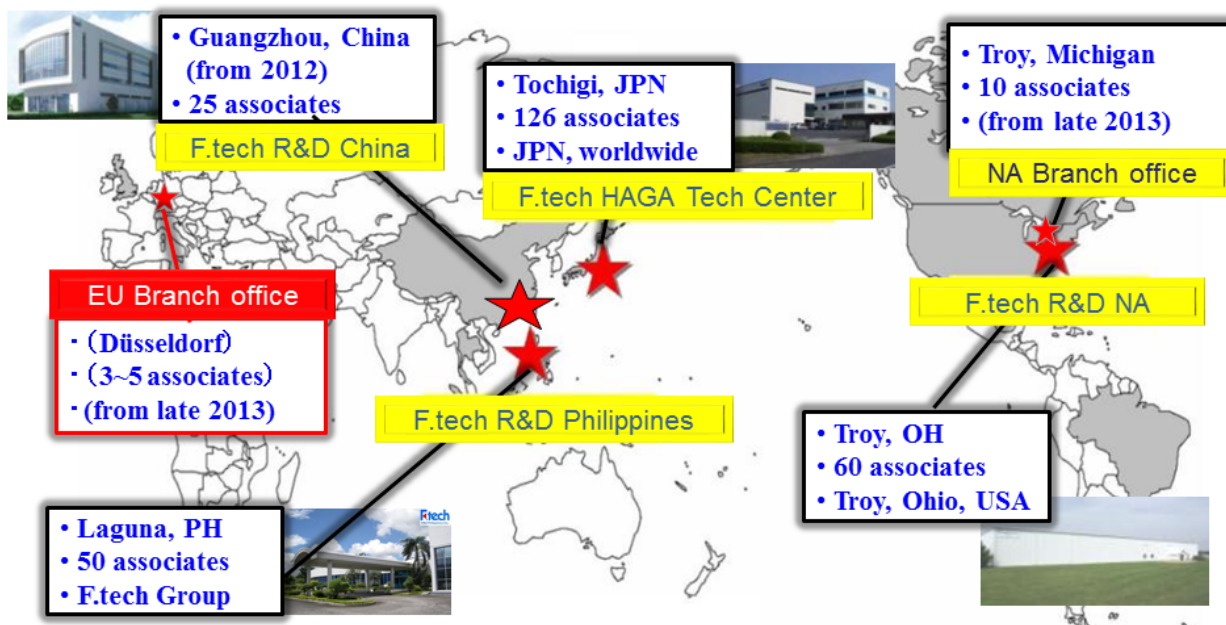 • Guangzhou, China
(from 2012)
• 25 associates
F.tech R&D China
• Tochigi, JPN
• 126 associates
• JPN, worldwide
F.tech HAGA Tech Center
• Troy, Michigan
• 10 associates
• (from late 2013)
NA Branch office
EU Branch office
・（Düsseldorf）
・（3~5 associates）
・(from late 2013)
F.tech R&D NA
F.tech R&D Philippines
• Troy, OH
• 60 associates
• Troy, Ohio, USA
• Laguna, PH
• 50 associates
• F.tech Group
F.tech